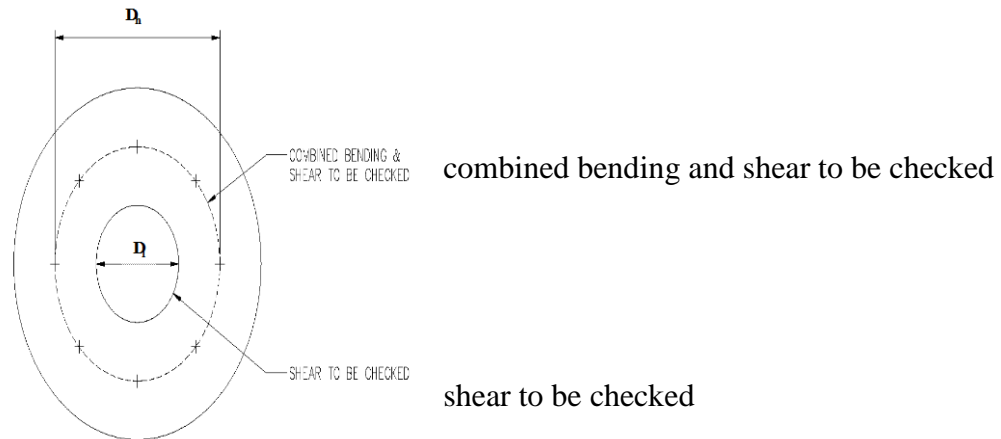 Dh
COMBINED BENDING &
SHEAR TO BE CHECKED
combined bending and shear to be checked
Di
SHEAR TO BE CHECKED
shear to be checked